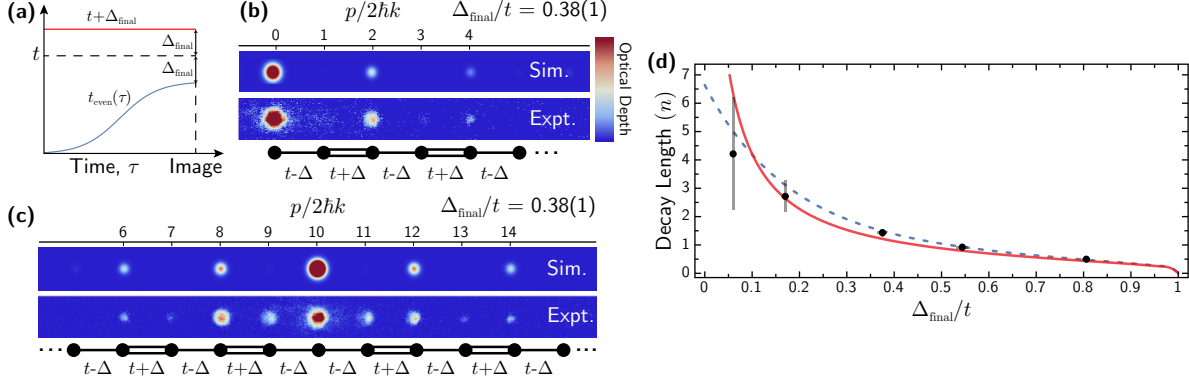 (a)
t+Δfinal
t
Δfinal
Δfinal
teven(τ)
Time, τ
Image
(b)
p/2ħk
Δfinal/t = 0.38(1)
0 1 2 3 4
Sim.
Expt.
Optical Depth
t-Δ t+Δ t-Δ t+Δ t-Δ
(c)
p/2ħk
Δfinal/t = 0.38(1)
6 7 8 9 10 11 12 13 14
Sim.
Expt.
t-Δ t+Δ t-Δ t+Δ t-Δ t-Δ t+Δ t-Δ t+Δ t-Δ
(d)
Decay Length (n)
7
6
5
4
3
2
1
0
0 0.1 0.2 0.3 0.4 0.5 0.6 0.7 0.8 0.9 1
Δfinal/t